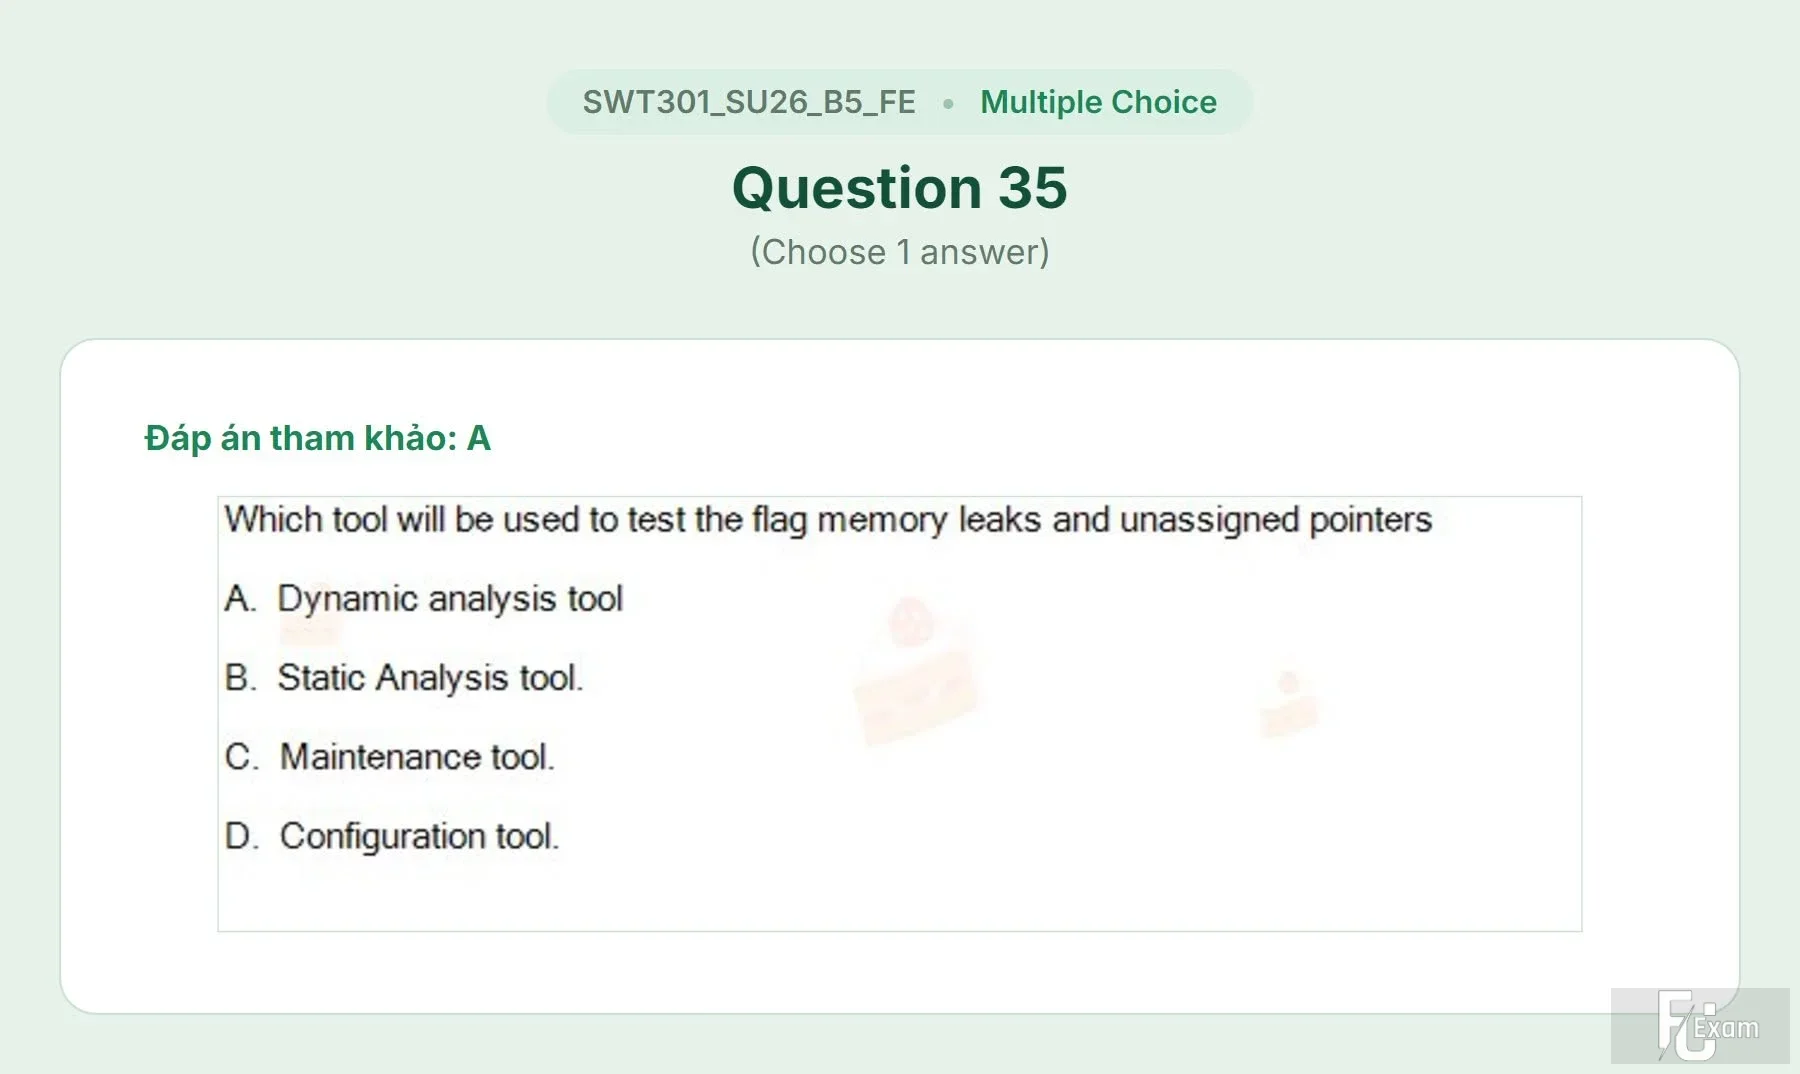 SWT301_SU26_B5_FE • Multiple Choice
Question 35
(Choose 1 answer)
Đáp án tham khảo: A
Which tool will be used to test the flag memory leaks and unassigned pointers
A. Dynamic analysis tool
B. Static Analysis tool.
C. Maintenance tool.
D. Configuration tool.
FU Exam